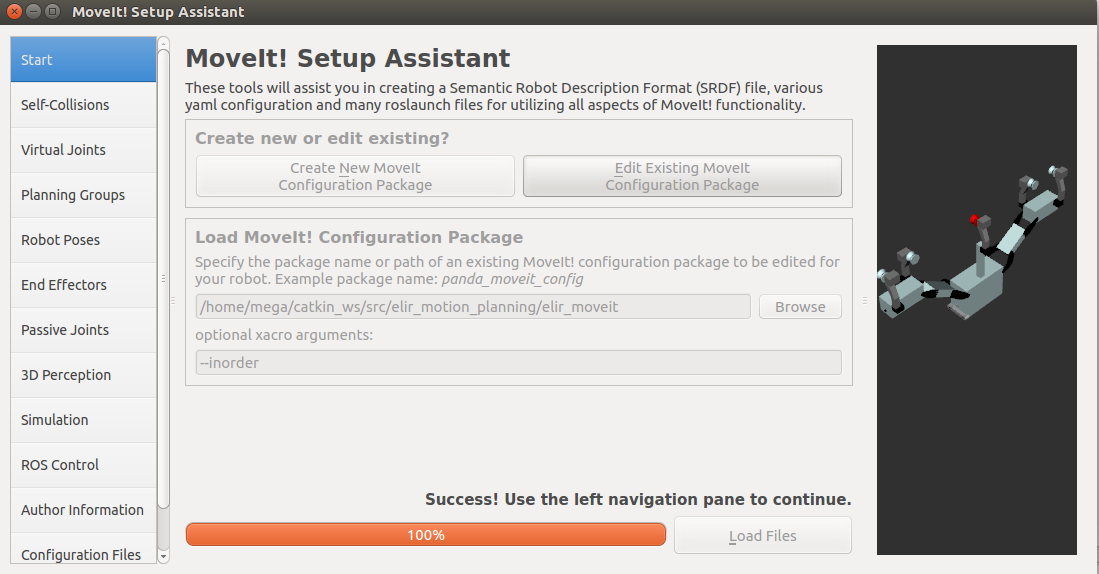 MoveIt! Setup Assistant
Start
Self-Collisions
Virtual Joints
Planning Groups
Robot Poses
End Effectors
Passive Joints
3D Perception
Simulation
ROS Control
Author Information
Configuration Files
MoveIt! Setup Assistant
These tools will assist you in creating a Semantic Robot Description Format (SRDF) file, various
yaml configuration and many roslaunch files for utilizing all aspects of MoveIt! functionality.
Create new or edit existing?
Create New MoveIt
Configuration Package
Edit Existing MoveIt
Configuration Package
Load MoveIt! Configuration Package
Specify the package name or path of an existing MoveIt! configuration package to be edited for
your robot. Example package name: panda_moveit_config
/home/mega/catkin_ws/src/elir_motion_planning/elir_moveit
Browse
optional xacro arguments:
--inorder
Success! Use the left navigation pane to continue.
100%
Load Files